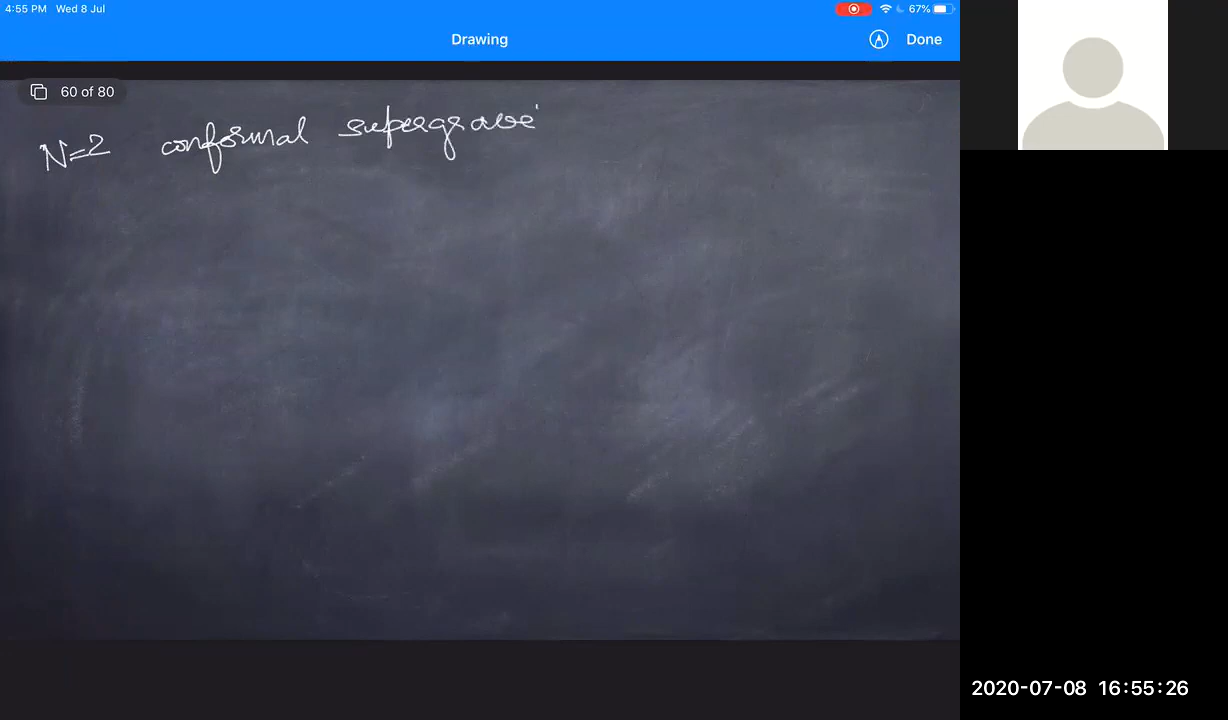 4:55 PM Wed 8 Jul
67%
Drawing
Done
60 of 80
N=2 conformal supergravi
2020-07-08 16:55:26